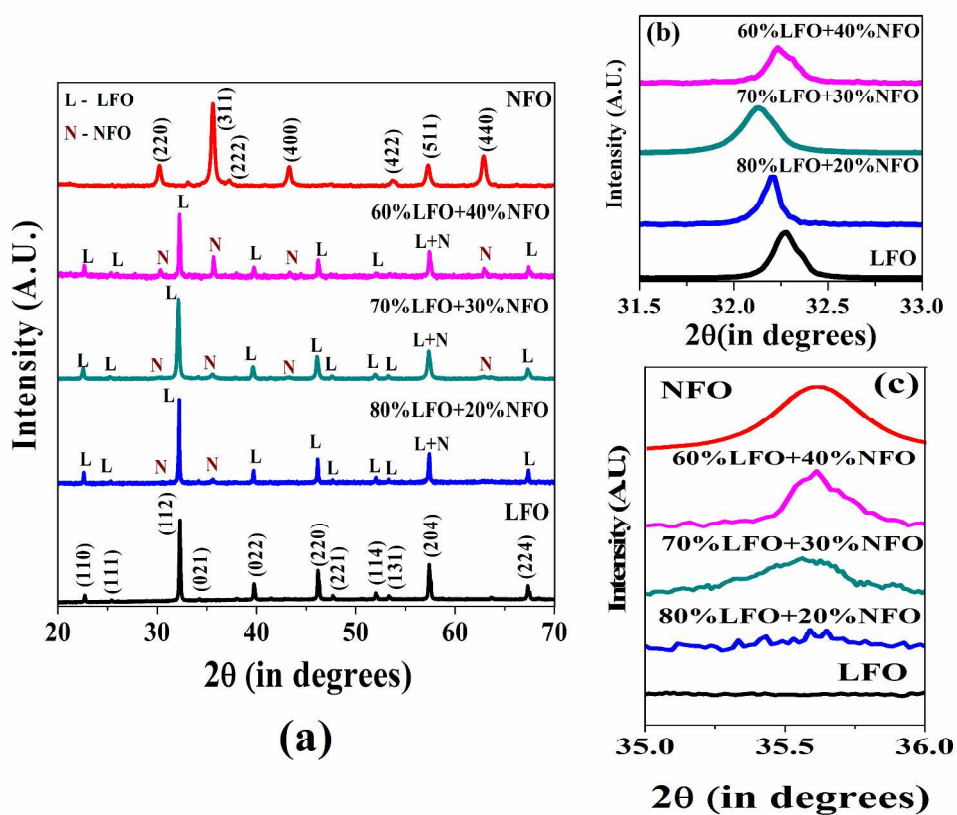 Intensity (A.U.)
L - LFO
N - NFO
NFO
(220)
(311)
(222)
(400)
(422)
(511)
(440)
60%LFO+40%NFO
L
L
L
N
L
N
L
N
L
L
L+N
N
L
70%LFO+30%NFO
L
L
L
N
N
L
N
L
L
L
L
L+N
N
L
80%LFO+20%NFO
L
L
L
N
N
L
L
L
L
L
L+N
L
LFO
(110)
(111)
(112)
(021)
(022)
(220)
(221)
(114)
(131)
(204)
(224)
20 30 40 50 60 70
2θ (in degrees)
(a)
(b)
Intensity (A.U.)
60%LFO+40%NFO
70%LFO+30%NFO
80%LFO+20%NFO
LFO
31.5 32.0 32.5 33.0
2θ(in degrees)
(c)
Intensity (A.U.)
NFO
60%LFO+40%NFO
70%LFO+30%NFO
80%LFO+20%NFO
LFO
35.0 35.5 36.0
2θ (in degrees)